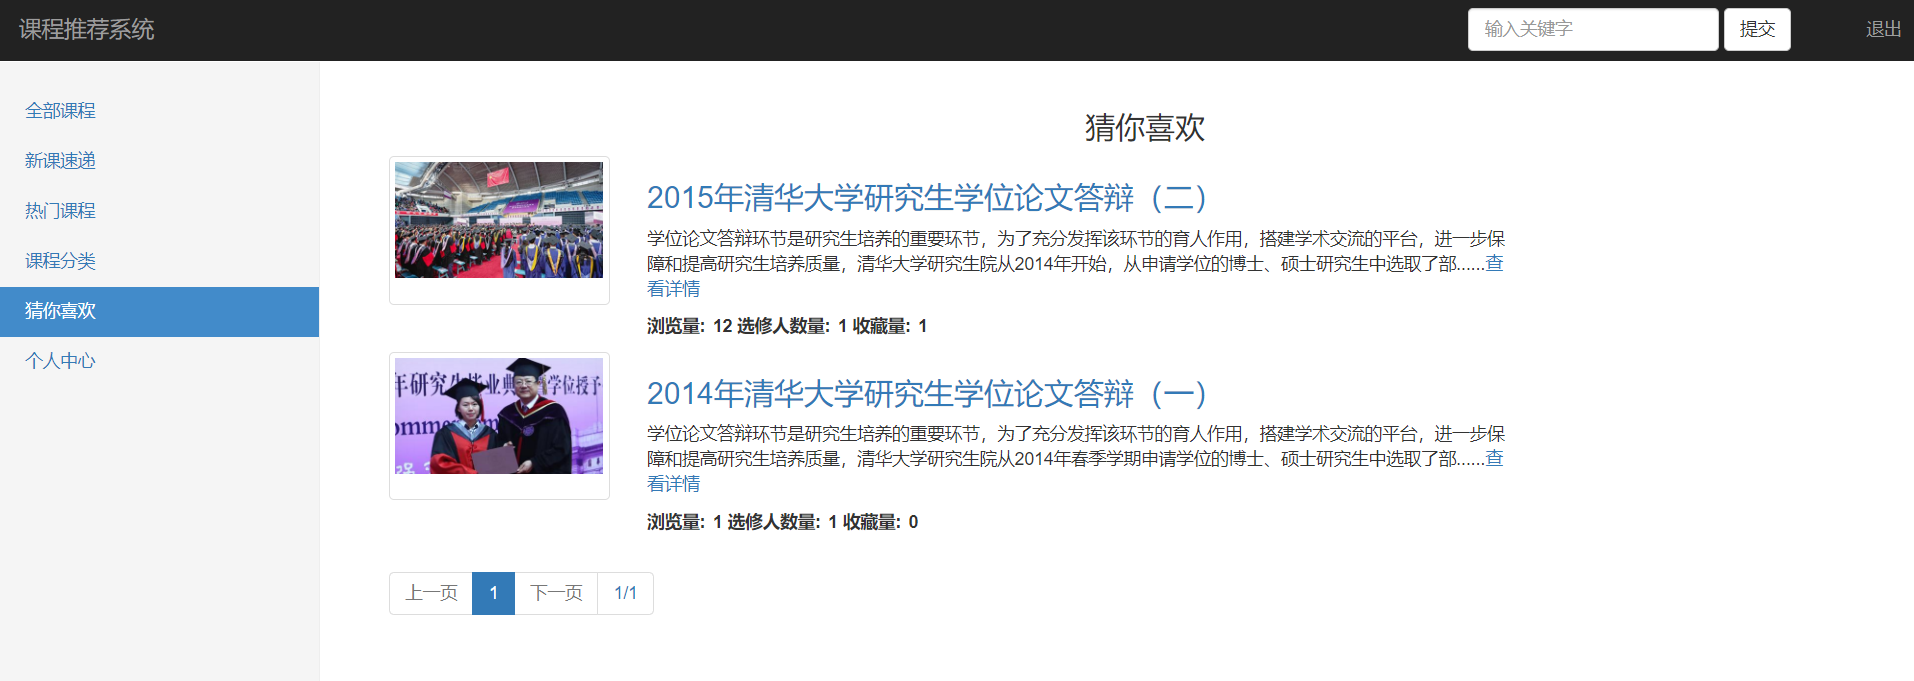 课程推荐系统
输入关键字
提交
退出
全部课程
新课速递
热门课程
课程分类
猜你喜欢
个人中心
猜你喜欢
2015年清华大学研究生学位论文答辩（二）
学位论文答辩环节是研究生培养的重要环节，为了充分发挥该环节的育人作用，搭建学术交流的平台，进一步保
障和提高研究生培养质量，清华大学研究生院从2014年开始，从申请学位的博士、硕士研究生中选取了部......查
看详情
浏览量: 12 选修人数量: 1 收藏量: 1
年研究生毕业典
学位授予
2014年清华大学研究生学位论文答辩（一）
学位论文答辩环节是研究生培养的重要环节，为了充分发挥该环节的育人作用，搭建学术交流的平台，进一步保
障和提高研究生培养质量，清华大学研究生院从2014年春季学期申请学位的博士、硕士研究生中选取了部......查
看详情
浏览量: 1 选修人数量: 1 收藏量: 0
上一页
1
下一页
1/1